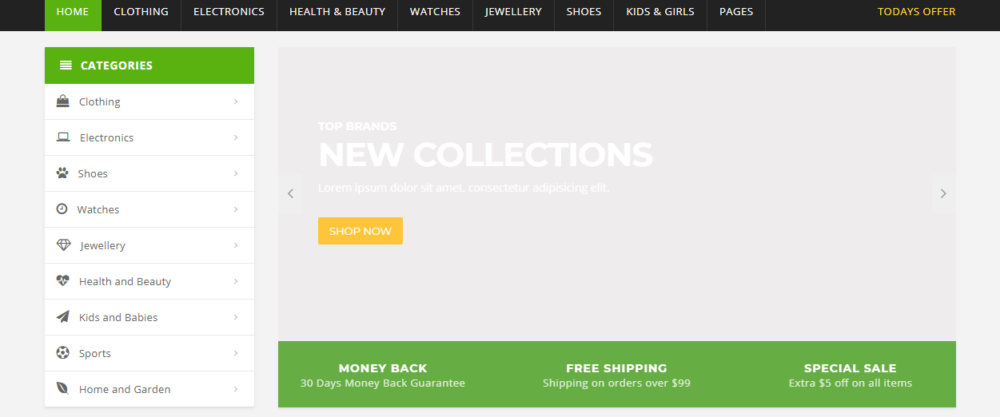 HOME CLOTHING ELECTRONICS HEALTH & BEAUTY WATCHES JEWELLERY SHOES KIDS & GIRLS PAGES TODAYS OFFER
CATEGORIES
Clothing
Electronics
Shoes
Watches
Jewellery
Health and Beauty
Kids and Babies
Sports
Home and Garden
TOP BRANDS
NEW COLLECTIONS
Lorem ipsum dolor sit amet, consectetur adipisicing elit.
SHOP NOW
MONEY BACK
30 Days Money Back Guarantee
FREE SHIPPING
Shipping on orders over $99
SPECIAL SALE
Extra $5 off on all items